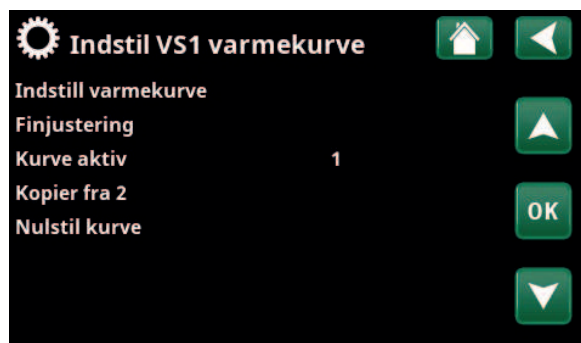 Indstil VS1 varmekurve
Indstill varmekurve
Finjustering
Kurve aktiv 1
Kopier fra 2
OK
Nulstil kurve